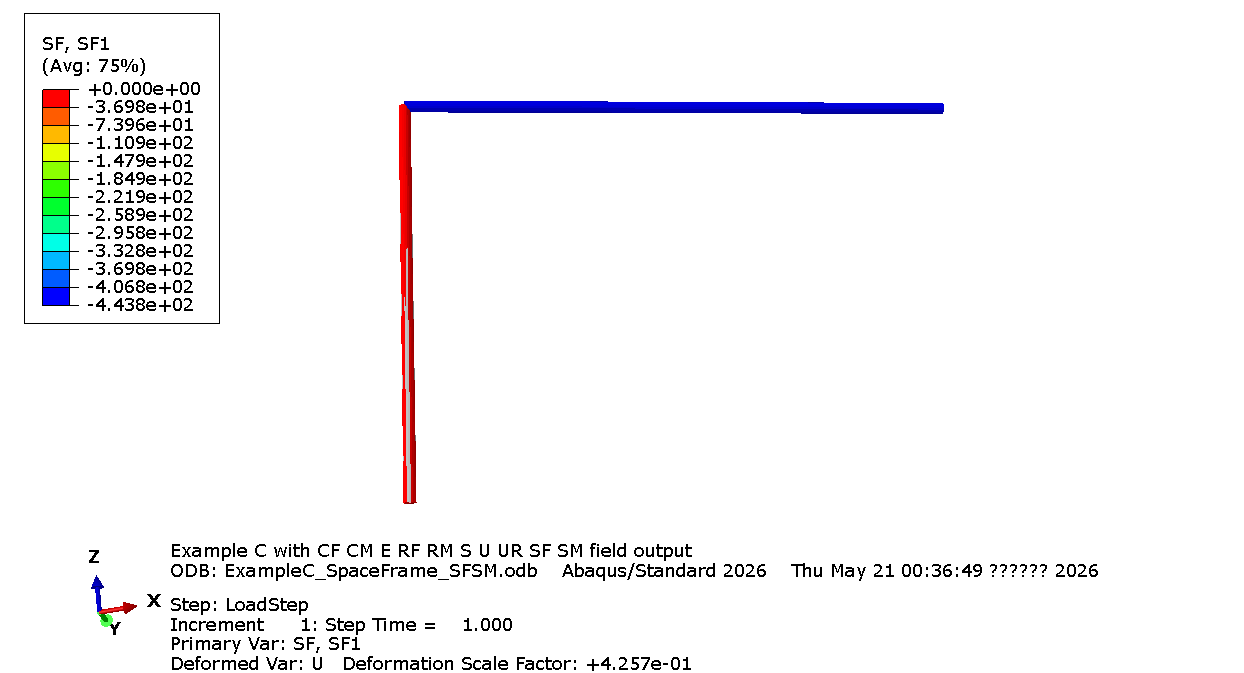 SF, SF1
(Avg: 75%)
+0.000e+00
-3.698e+01
-7.396e+01
-1.109e+02
-1.479e+02
-1.849e+02
-2.219e+02
-2.589e+02
-2.958e+02
-3.328e+02
-3.698e+02
-4.068e+02
-4.438e+02
Z
X
Y
Example C with CF CM E RF RM S U UR SF SM field output
ODB: ExampleC_SpaceFrame_SFSM.odb Abaqus/Standard 2026 Thu May 21 00:36:49 ?????? 2026
Step: LoadStep
Increment 1: Step Time = 1.000
Primary Var: SF, SF1
Deformed Var: U Deformation Scale Factor: +4.257e-01